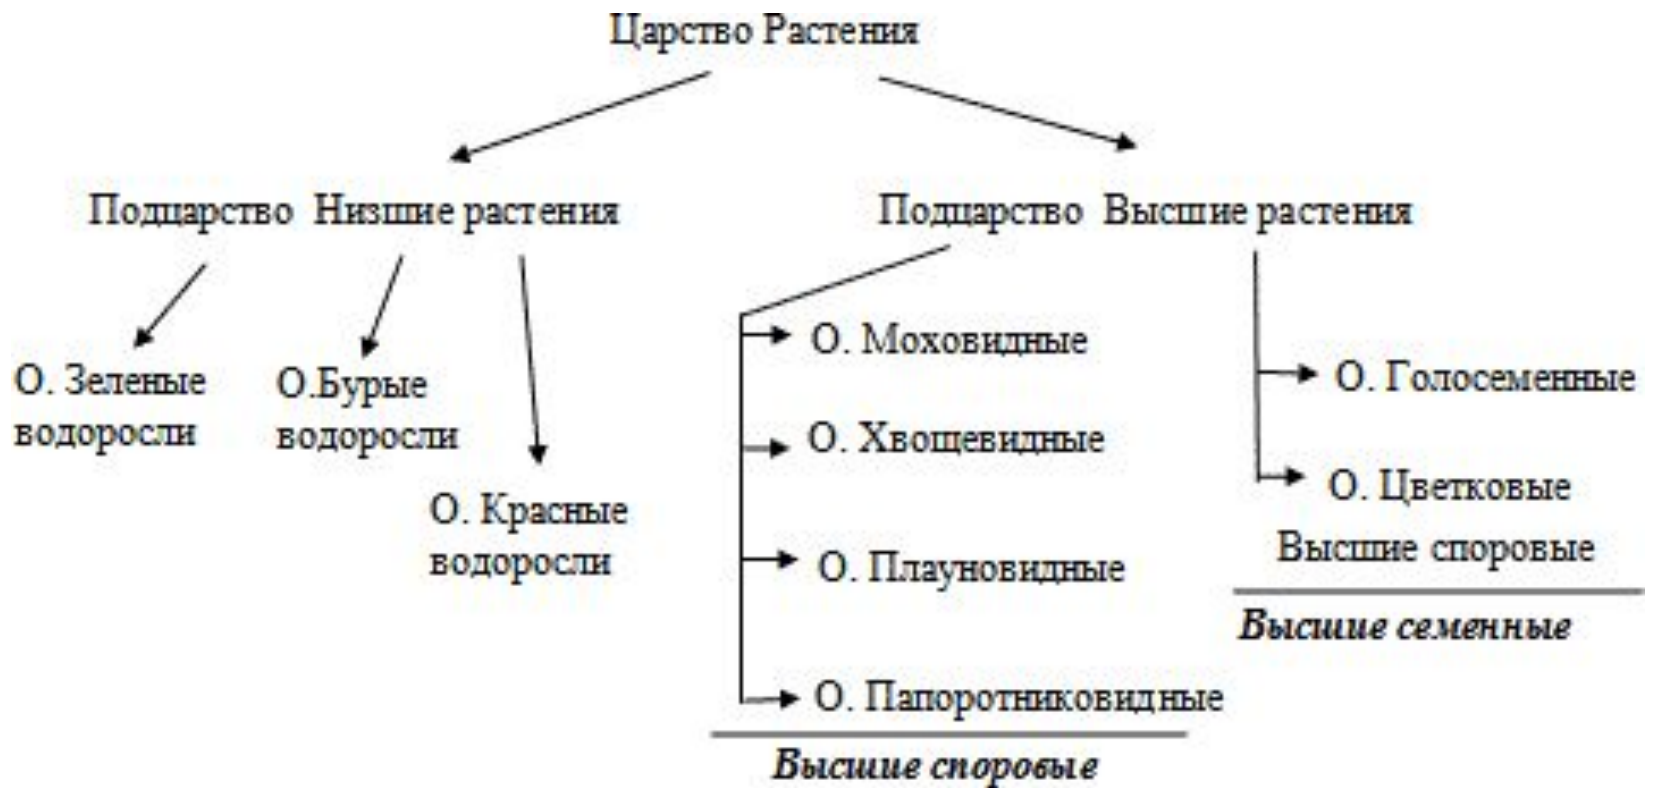 Царство Растения
Подцарство Низшие растения
Подцарство Высшие растения
О. Зеленые
водоросли
О.Бурые
водоросли
О. Красные
водоросли
О. Моховидные
О. Хвощевидные
О. Плауновидные
О. Папоротниковидные
Высшие споровые
О. Голосеменные
О. Цветковые
Высшие споровые
Высшие семенные